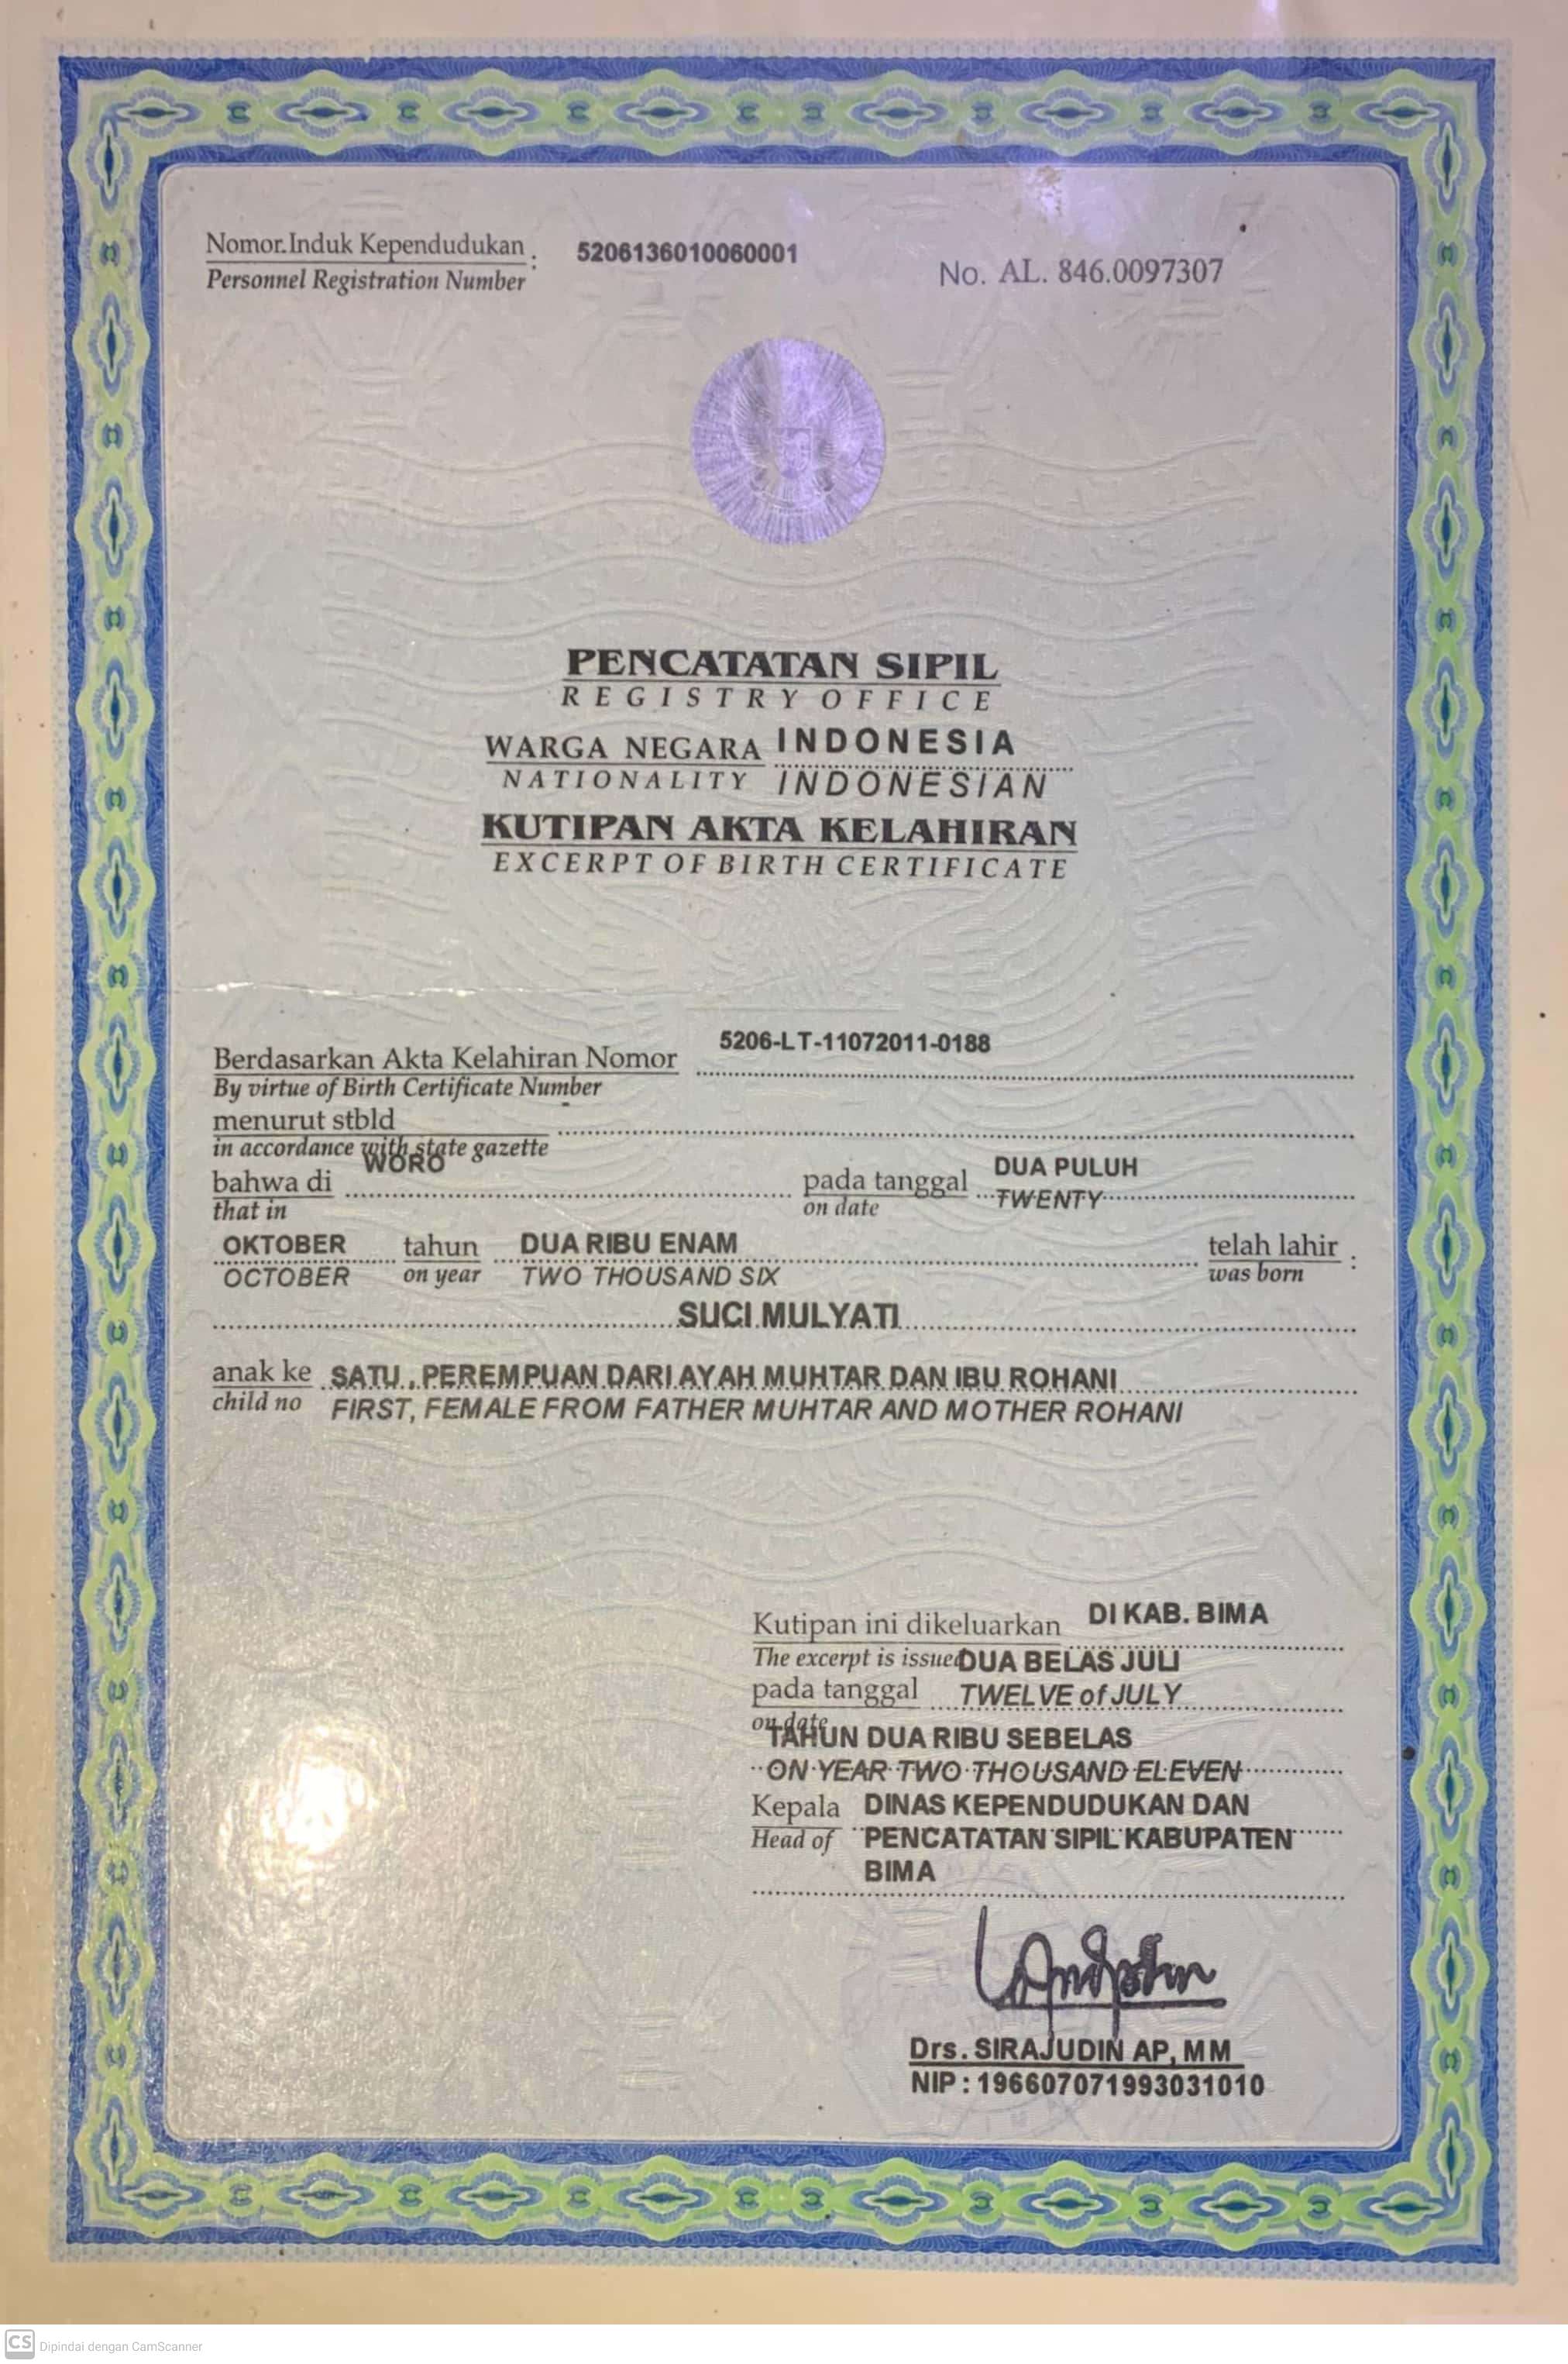 Nomor Induk Kependudukan : 5206136010060001
Personnel Registration Number
No. AL. 846.0097307
PENCATATAN SIPIL
REGISTRY OFFICE
WARGA NEGARA INDONESIA
NATIONALITY INDONESIAN
KUTIPAN AKTA KELAHIRAN
EXCERPT OF BIRTH CERTIFICATE
Berdasarkan Akta Kelahiran Nomor 5206-LT-11072011-0188
By virtue of Birth Certificate Number
menurut stbld
in accordance with state gazette
bahwa di WORO pada tanggal DUA PULUH
that in on date TWENTY
OKTOBER tahun DUA RIBU ENAM telah lahir :
OCTOBER on year TWO THOUSAND SIX was born
SUCI MULYATI
anak ke SATU, PEREMPUAN DARI AYAH MUHTAR DAN IBU ROHANI
child no FIRST, FEMALE FROM FATHER MUHTAR AND MOTHER ROHANI
Kutipan ini dikeluarkan DI KAB. BIMA
The excerpt is issued DUA BELAS JULI
pada tanggal TWELVE of JULY
on date
TAHUN DUA RIBU SEBELAS
ON YEAR TWO THOUSAND ELEVEN
Kepala DINAS KEPENDUDUKAN DAN
Head of PENCATATAN SIPIL KABUPATEN
BIMA
Drs. SIRAJUDIN AP, MM
NIP : 196607071993031010
CS Dipindai dengan CamScanner